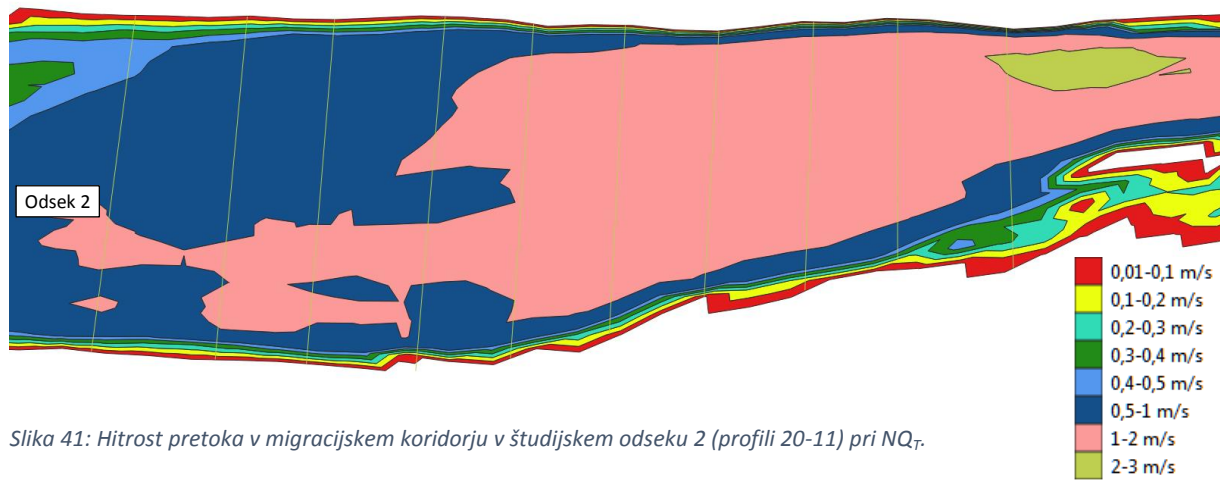 Odsek 2
0,01-0,1 m/s
0,1-0,2 m/s
0,2-0,3 m/s
0,3-0,4 m/s
0,4-0,5 m/s
0,5-1 m/s
1-2 m/s
2-3 m/s
Slika 41: Hitrost pretoka v migracijskem koridorju v študijskem odseku 2 (profili 20-11) pri NQT.